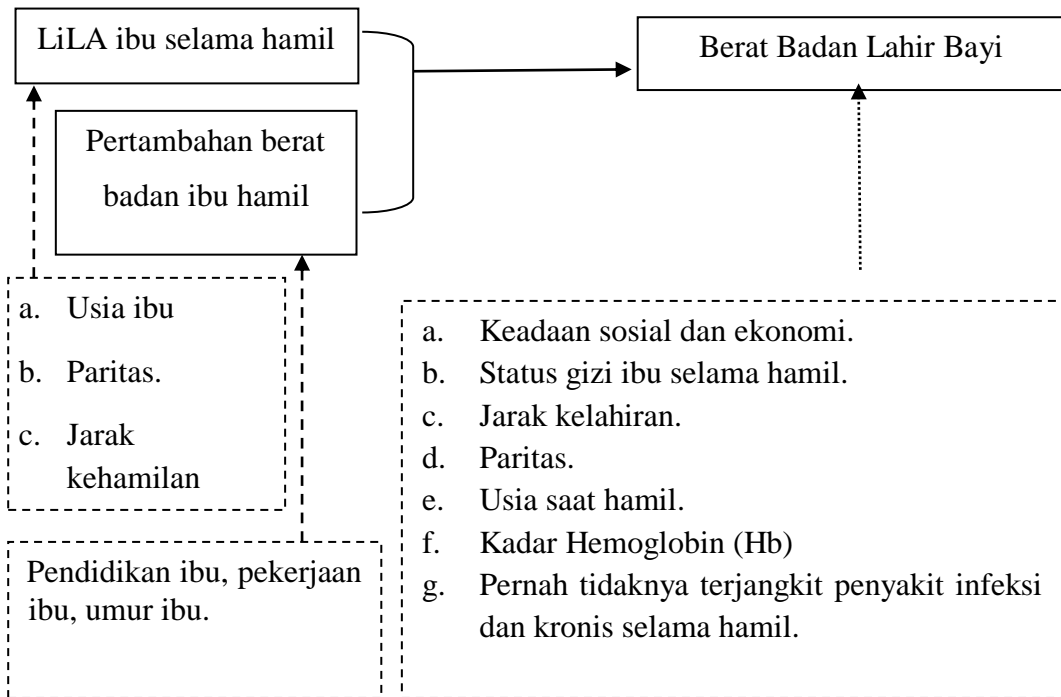 LiLA ibu selama hamil
Berat Badan Lahir Bayi
Pertambahan berat
badan ibu hamil
a. Usia ibu
b. Paritas.
c. Jarak
kehamilan
Pendidikan ibu, pekerjaan
ibu, umur ibu.
a. Keadaan sosial dan ekonomi.
b. Status gizi ibu selama hamil.
c. Jarak kelahiran.
d. Paritas.
e. Usia saat hamil.
f. Kadar Hemoglobin (Hb)
g. Pernah tidaknya terjangkit penyakit infeksi
dan kronis selama hamil.